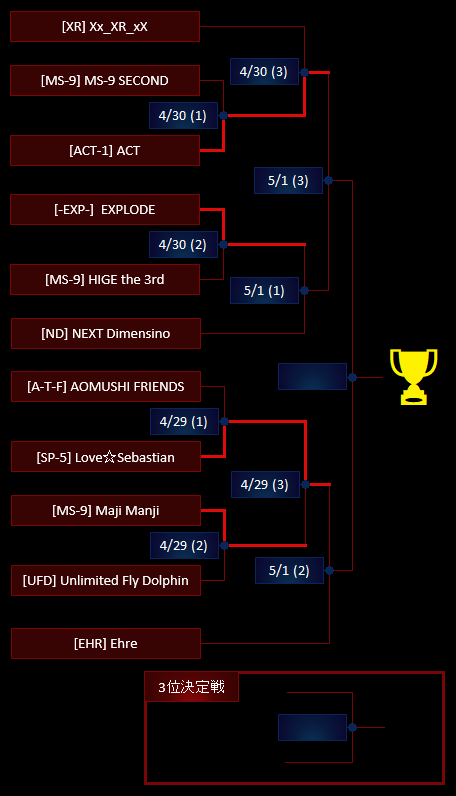 [XR] Xx_XR_xX
4/30 (3)
[MS-9] MS-9 SECOND
4/30 (1)
[ACT-1] ACT
5/1 (3)
[-EXP-] EXPLODE
4/30 (2)
[MS-9] HIGE the 3rd
5/1 (1)
[ND] NEXT Dimensino
[A-T-F] AOMUSHI FRIENDS
4/29 (1)
[SP-5] Love☆Sebastian
4/29 (3)
[MS-9] Maji Manji
4/29 (2)
5/1 (2)
[UFD] Unlimited Fly Dolphin
[EHR] Ehre
3位決定戦